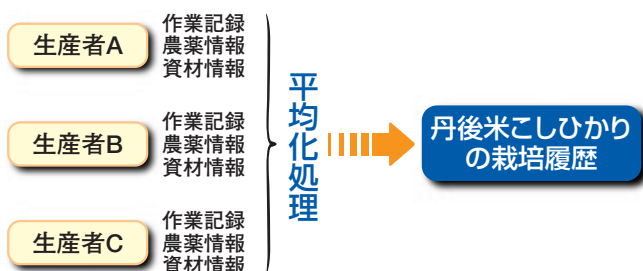 生産者A
作業記録
農薬情報
資材情報
生産者B
作業記録
農薬情報
資材情報
生産者C
作業記録
農薬情報
資材情報
平均化処理
丹後米こしひかり
の栽培履歴